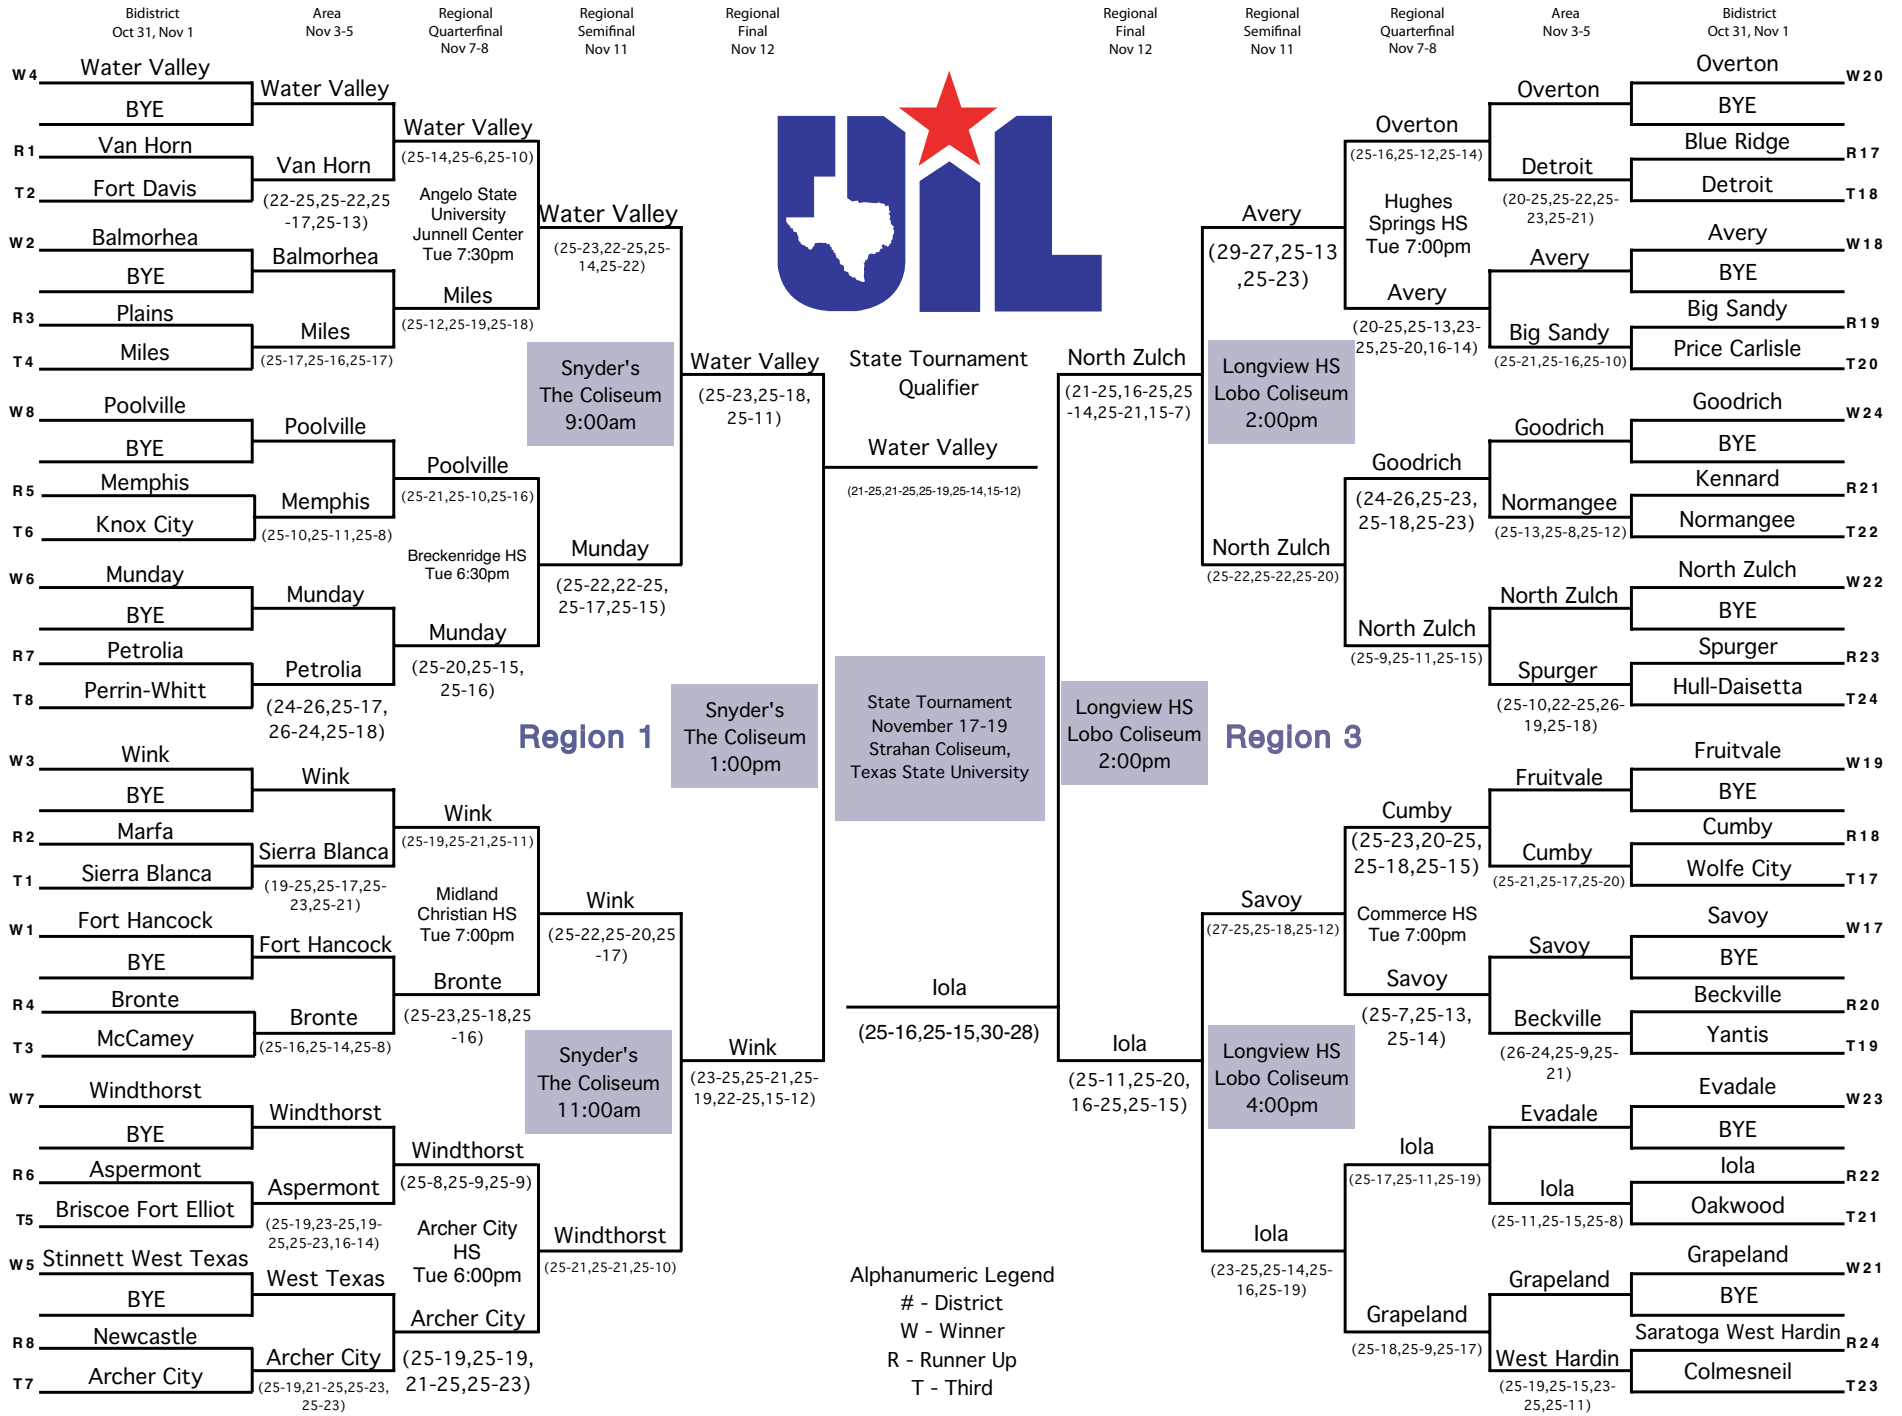 Bidistrict
Oct 31, Nov 1
Area
Nov 3-5
Regional
Quarterfinal
Nov 7-8
Regional
Semifinal
Nov 11
Regional
Final
Nov 12
Regional
Final
Nov 12
Regional
Semifinal
Nov 11
Regional
Quarterfinal
Nov 7-8
Area
Nov 3-5
Bidistrict
Oct 31, Nov 1
W4
Water Valley
BYE
R1
Van Horn
T2
Fort Davis
W2
Balmorhea
BYE
R3
Plains
T4
Miles
W8
Poolville
BYE
R5
Memphis
T6
Knox City
W6
Munday
BYE
R7
Petrolia
T8
Perrin-Whitt
W3
Wink
BYE
R2
Marfa
T1
Sierra Blanca
W1
Fort Hancock
BYE
R4
Bronte
T3
McCamey
W7
Windthorst
BYE
R6
Aspermont
T5
Briscoe Fort Elliot
W5
Stinnett West Texas
BYE
R8
Newcastle
T7
Archer City
Water Valley
Van Horn
(22-25,25-22,25
-17,25-13)
Balmorhea
Miles
(25-17,25-16,25-17)
Poolville
Memphis
(25-10,25-11,25-8)
Munday
Petrolia
(24-26,25-17,
26-24,25-18)
Wink
Sierra Blanca
(19-25,25-17,25-
23,25-21)
Fort Hancock
Bronte
(25-16,25-14,25-8)
Windthorst
Aspermont
(25-19,23-25,19-
25,25-23,16-14)
West Texas
Archer City
(25-19,21-25,25-23,
25-23)
Water Valley
(25-14,25-6,25-10)
Angelo State
University
Junnell Center
Tue 7:30pm
Miles
(25-12,25-19,25-18)
Poolville
(25-21,25-10,25-16)
Breckenridge HS
Tue 6:30pm
Munday
(25-20,25-15,
25-16)
Wink
(25-19,25-21,25-11)
Midland
Christian HS
Tue 7:00pm
Bronte
(25-23,25-18,25
-16)
Windthorst
(25-8,25-9,25-9)
Archer City
HS
Tue 6:00pm
Archer City
(25-19,25-19,
21-25,25-23)
Water Valley
(25-23,22-25,25-
14,25-22)
Snyder's
The Coliseum
9:00am
Munday
(25-22,22-25,
25-17,25-15)
Region 1
Wink
(25-22,25-20,25
-17)
Snyder's
The Coliseum
11:00am
Windthorst
(25-21,25-21,25-10)
Water Valley
(25-23,25-18,
25-11)
Snyder's
The Coliseum
1:00pm
Wink
(23-25,25-21,25-
19,22-25,15-12)
UIL
State Tournament
Qualifier
Water Valley
(21-25,21-25,25-19,25-14,15-12)
State Tournament
November 17-19
Strahan Coliseum,
Texas State University
Iola
(25-16,25-15,30-28)
Alphanumeric Legend
# - District
W - Winner
R - Runner Up
T - Third
North Zulch
(21-25,16-25,25
-14,25-21,15-7)
Longview HS
Lobo Coliseum
2:00pm
Iola
(25-11,25-20,
16-25,25-15)
Avery
(29-27,25-13
,25-23)
Longview HS
Lobo Coliseum
2:00pm
North Zulch
(25-22,25-22,25-20)
Region 3
Savoy
(27-25,25-18,25-12)
Longview HS
Lobo Coliseum
4:00pm
Iola
(23-25,25-14,25-
16,25-19)
Overton
(25-16,25-12,25-14)
Hughes
Springs HS
Tue 7:00pm
Avery
(20-25,25-13,23-
25,25-20,16-14)
Goodrich
(24-26,25-23,
25-18,25-23)
North Zulch
(25-9,25-11,25-15)
Cumby
(25-23,20-25,
25-18,25-15)
Commerce HS
Tue 7:00pm
Savoy
(25-7,25-13,
25-14)
Iola
(25-17,25-11,25-19)
Grapeland
(25-18,25-9,25-17)
Overton
Detroit
(20-25,25-22,25-
23,25-21)
Avery
Big Sandy
(25-21,25-16,25-10)
Goodrich
Normangee
(25-13,25-8,25-12)
North Zulch
Spurger
(25-10,22-25,26-
19,25-18)
Fruitvale
Cumby
(25-21,25-17,25-20)
Savoy
Beckville
(26-24,25-9,25-
21)
Evadale
Iola
(25-11,25-15,25-8)
Grapeland
West Hardin
(25-19,25-15,23-
25,25-11)
Overton
W20
BYE
Blue Ridge
R17
Detroit
T18
Avery
W18
BYE
Big Sandy
R19
Price Carlisle
T20
Goodrich
W24
BYE
Kennard
R21
Normangee
T22
North Zulch
W22
BYE
Spurger
R23
Hull-Daisetta
T24
Fruitvale
W19
BYE
Cumby
R18
Wolfe City
T17
Savoy
W17
BYE
Beckville
R20
Yantis
T19
Evadale
W23
BYE
Iola
R22
Oakwood
T21
Grapeland
W21
BYE
Saratoga West Hardin
R24
Colmesneil
T23